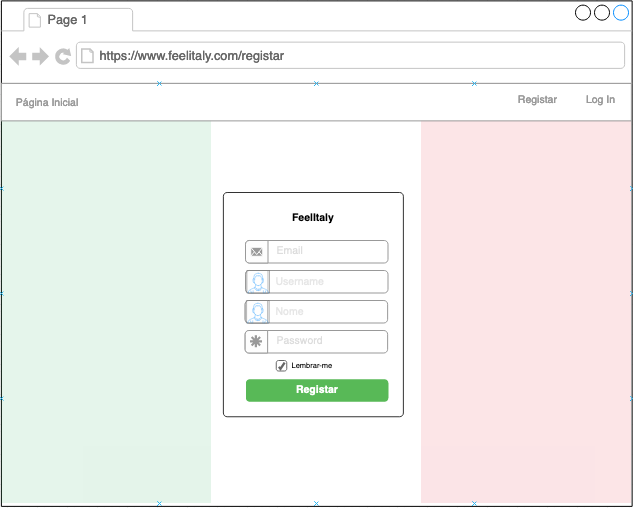 Page 1
https://www.feelitaly.com/registar
Página Inicial
Registar
Log In
FeelItaly
Email
Username
Nome
Password
Lembrar-me
Registar